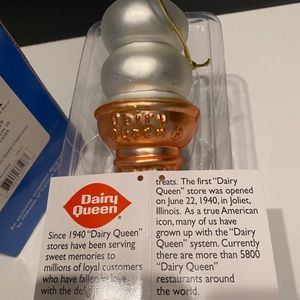 DAIRY
QUEEN
Dairy
Queen
Since 1940 "Dairy Queen"
stores have been serving
sweet memories to
millions of loyal customers
who have fallen in love
with the
treats. The first "Dairy
Queen" store was opened
on June 22, 1940, in Joliet,
Illinois. As a true American
icon, many of us have
grown up with the "Dairy
Queen" system. Currently
there are more than 5800
"Dairy Queen"
restaurants around
the world.